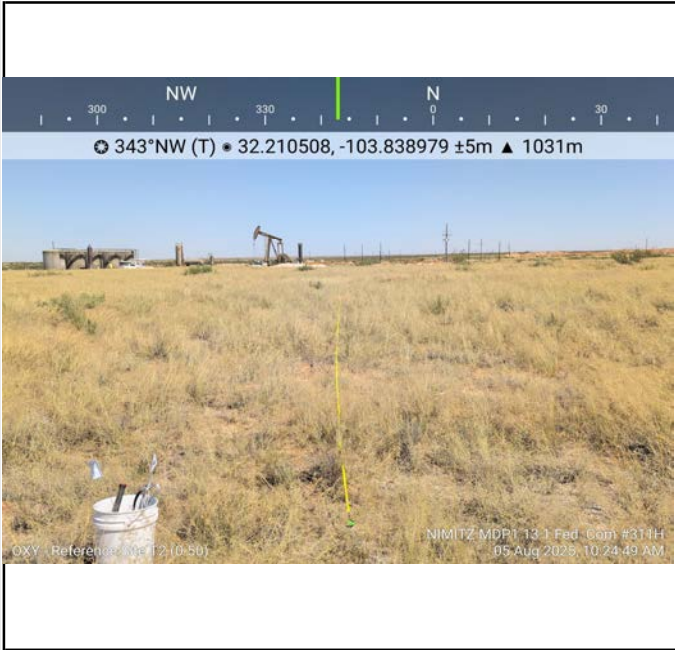 NW N
300 330 0 30
343°NW (T) 32.210508, -103.838979 ±5m ▲ 1031m
NIMITZ MDP1 13 1 Fed Com #311H
OXY - Reference Site T2 (0-50)
05 Aug 2025, 10:24:49 AM